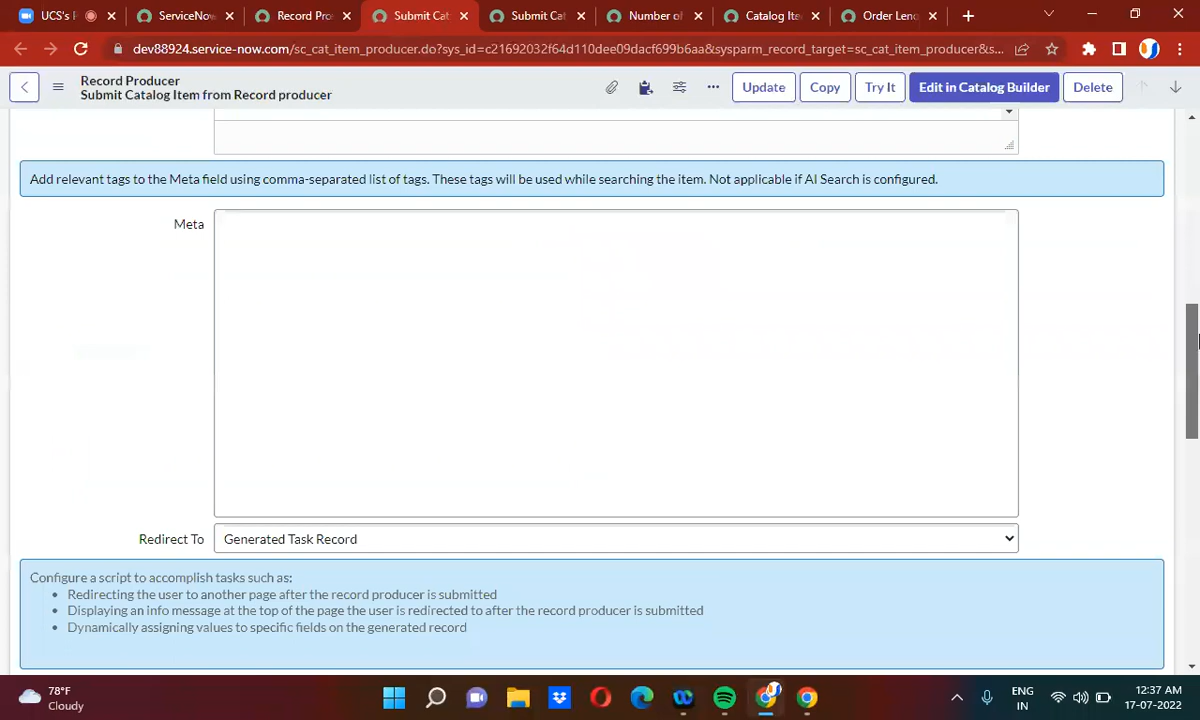 UCS's P
ServiceNow
Record Pro
Submit Cat
Submit Cat
Number of
Catalog Ite
Order Leng
dev88924.service-now.com/sc_cat_item_producer.do?sys_id=c21692032f64d110dee09dacf699b6aa&sysparm_record_target=sc_cat_item_producer&s...
Record Producer
Submit Catalog Item from Record producer
Update
Copy
Try It
Edit in Catalog Builder
Delete
Add relevant tags to the Meta field using comma-separated list of tags. These tags will be used while searching the item. Not applicable if AI Search is configured.
Meta
Redirect To
Generated Task Record
Configure a script to accomplish tasks such as:
• Redirecting the user to another page after the record producer is submitted
• Displaying an info message at the top of the page the user is redirected to after the record producer is submitted
• Dynamically assigning values to specific fields on the generated record
78°F
Cloudy
ENG
IN
12:37 AM
17-07-2022